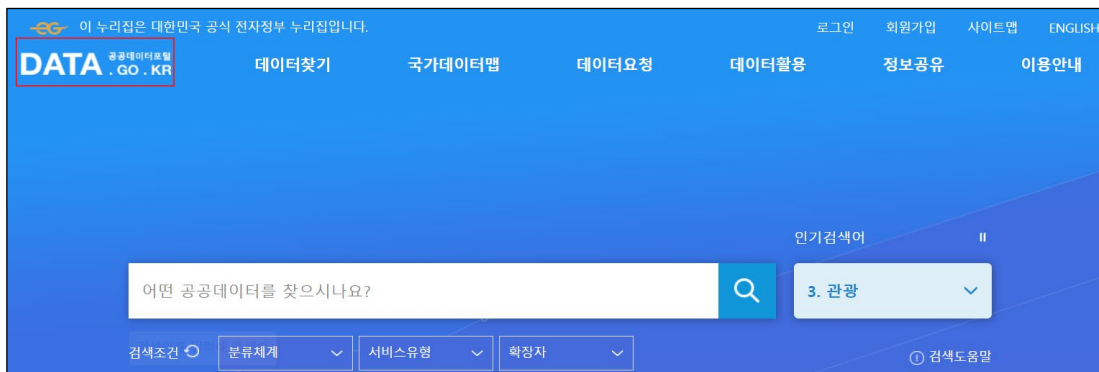 이 누리집은 대한민국 공식 전자정부 누리집입니다.
로그인 회원가입 사이트맵 ENGLISH
DATA 공공데이터포털 . GO . KR
데이터찾기 국가데이터맵 데이터요청 데이터활용 정보공유 이용안내
인기검색어
어떤 공공데이터를 찾으시나요?
3. 관광
검색조건 분류체계 서비스유형 확장자
검색도움말